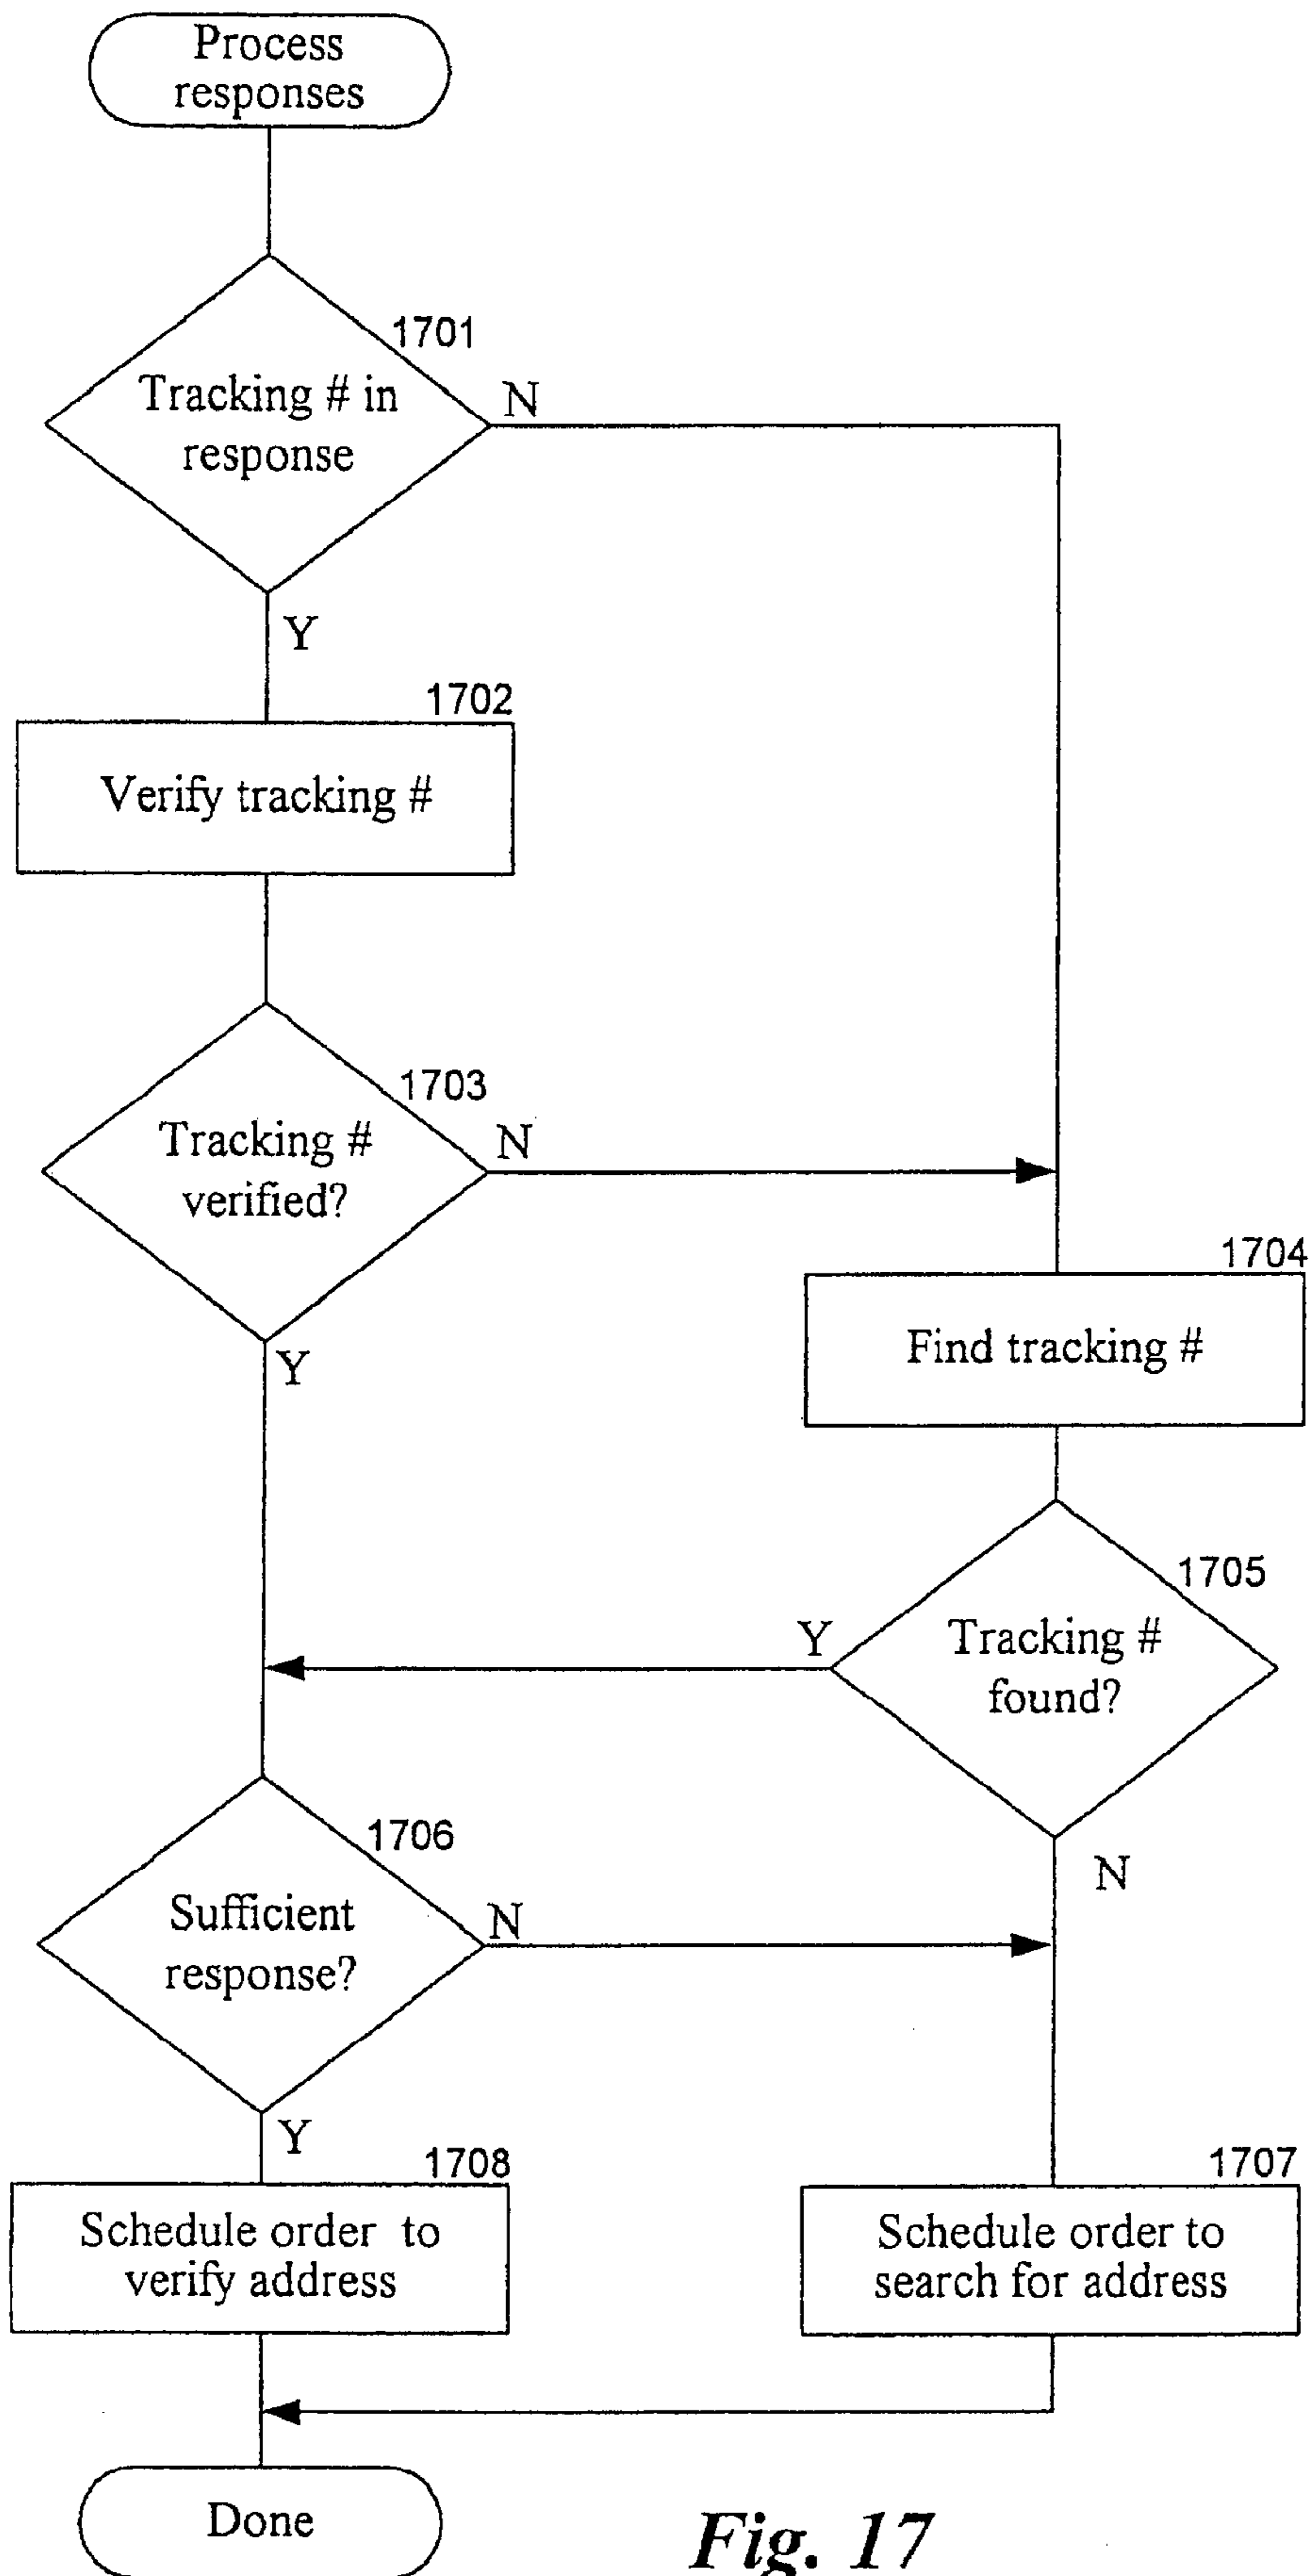 Process
responses
1701
Tracking # in
response
N
Y
1702
Verify tracking #
1703
Tracking #
verified?
N
Y
1704
Find tracking #
1705
Tracking #
found?
Y
N
1706
Sufficient
response?
N
Y
1708
Schedule order to
verify address
1707
Schedule order to
search for address
Done
Fig. 17